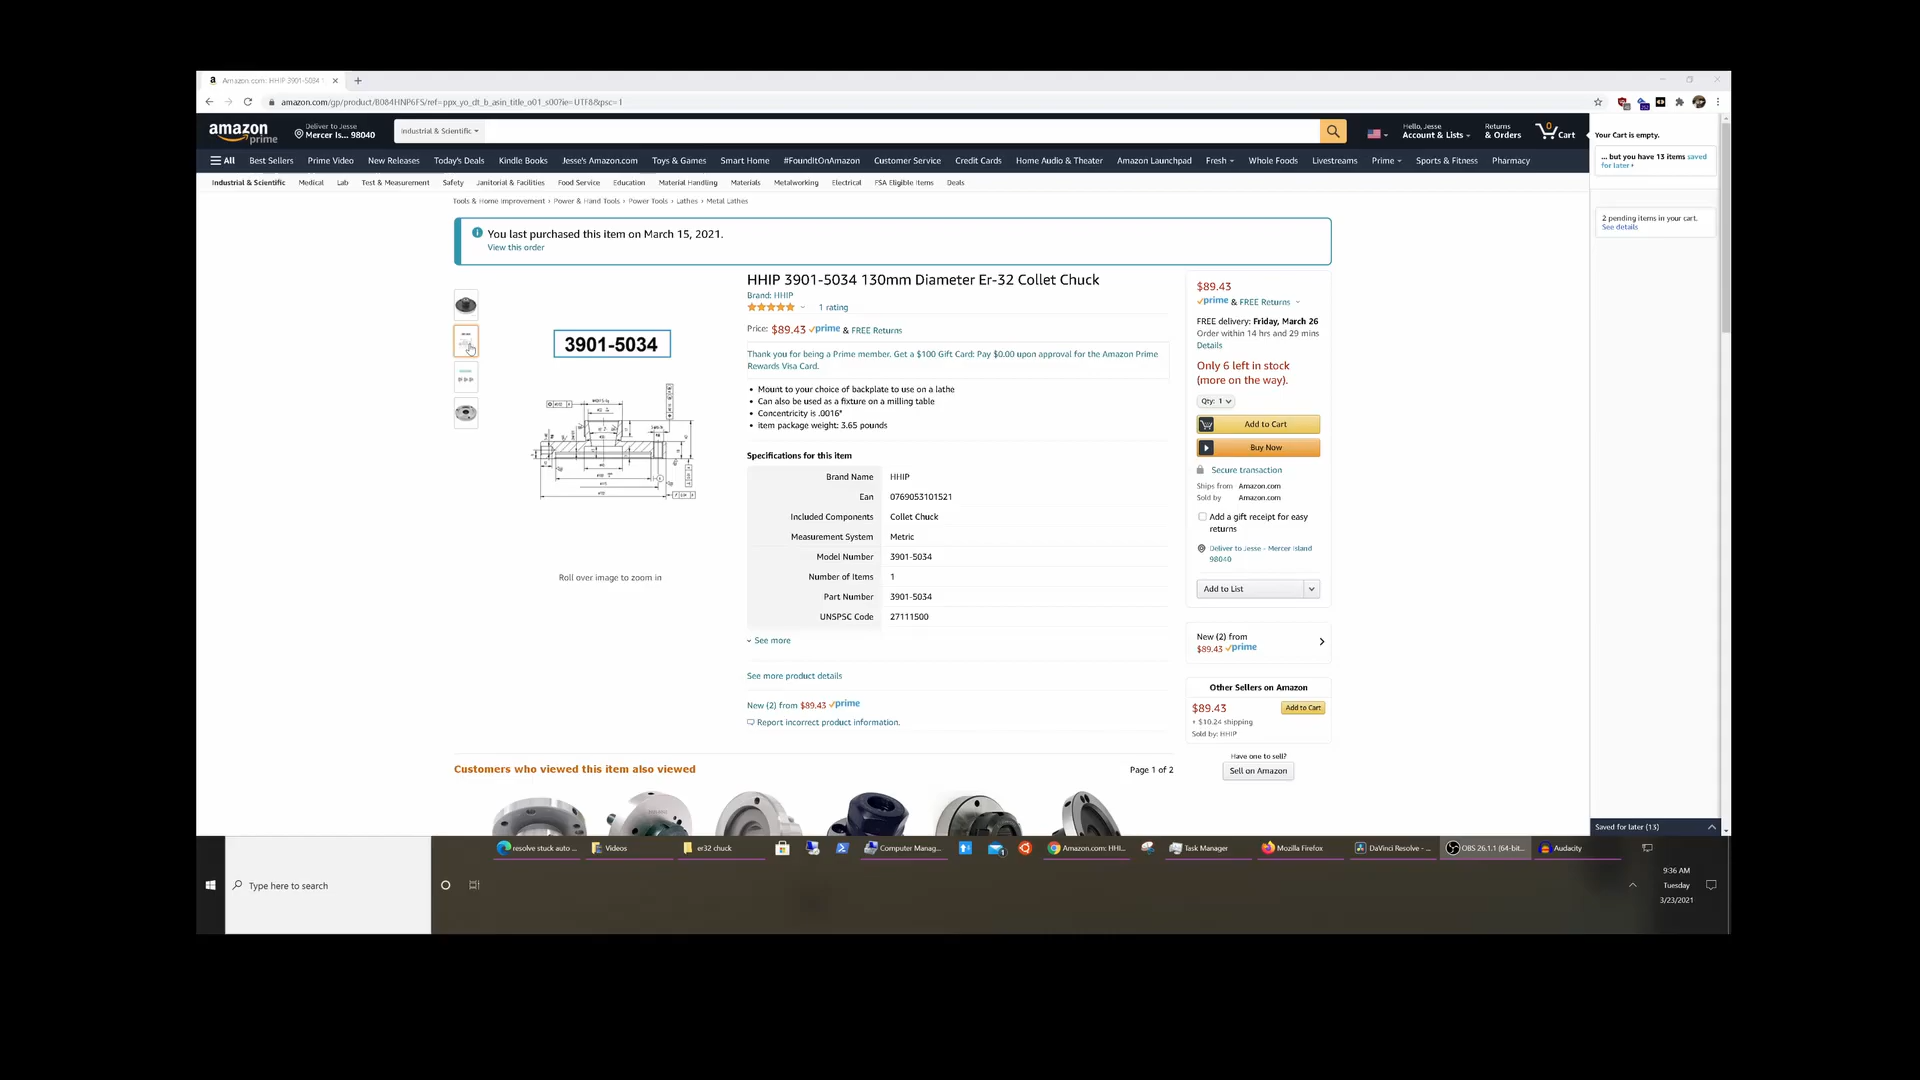 Amazon.com: HHIP 3901-5034
amazon.com/gp/product/B084HNP6FS/ref=ppx_yo_dt_b_asin_title_o01_s00?ie=UTF8&psc=1
amazon prime
Deliver to Jesse
Mercer Is... 98040
Industrial & Scientific
Hello, Jesse
Account & Lists
Returns
& Orders
0
Cart
All
Best Sellers
Prime Video
New Releases
Today's Deals
Kindle Books
Jesse's Amazon.com
Toys & Games
Smart Home
#FoundItOnAmazon
Customer Service
Credit Cards
Home Audio & Theater
Amazon Launchpad
Fresh
Whole Foods
Livestreams
Prime
Sports & Fitness
Pharmacy
Industrial & Scientific
Medical
Lab
Test & Measurement
Safety
Janitorial & Facilities
Food Service
Education
Material Handling
Materials
Metalworking
Electrical
FSA Eligible Items
Deals
Your Cart is empty.
... but you have 13 items saved
for later
2 pending items in your cart.
See details
Tools & Home Improvement › Power & Hand Tools › Power Tools › Lathes › Metal Lathes
You last purchased this item on March 15, 2021.
View this order
3901-5034
Roll over image to zoom in
HHIP 3901-5034 130mm Diameter Er-32 Collet Chuck
Brand: HHIP
1 rating
Price: $89.43 prime & FREE Returns
Thank you for being a Prime member. Get a $100 Gift Card: Pay $0.00 upon approval for the Amazon Prime
Rewards Visa Card.
• Mount to your choice of backplate to use on a lathe
• Can also be used as a fixture on a milling table
• Concentricity is .0016"
• item package weight: 3.65 pounds
Specifications for this item
Brand Name HHIP
Ean 0769053101521
Included Components Collet Chuck
Measurement System Metric
Model Number 3901-5034
Number of Items 1
Part Number 3901-5034
UNSPSC Code 27111500
See more
See more product details
New (2) from $89.43 prime
Report incorrect product information.
$89.43
prime & FREE Returns
FREE delivery: Friday, March 26
Order within 14 hrs and 29 mins
Details
Only 6 left in stock
(more on the way).
Qty: 1
Add to Cart
Buy Now
Secure transaction
Ships from Amazon.com
Sold by Amazon.com
Add a gift receipt for easy
returns
Deliver to Jesse - Mercer Island
98040
Add to List
New (2) from
$89.43 prime
Other Sellers on Amazon
$89.43 Add to Cart
+ $10.24 shipping
Sold by: HHIP
Have one to sell?
Sell on Amazon
Customers who viewed this item also viewed
Page 1 of 2
Saved for later (13)
resolve stuck auto ...
Videos
er32 chuck
Computer Manag...
Amazon.com: HHI...
Task Manager
Mozilla Firefox
DaVinci Resolve - ...
OBS 26.1.1 (64-bit...
Audacity
Type here to search
9:36 AM
Tuesday
3/23/2021